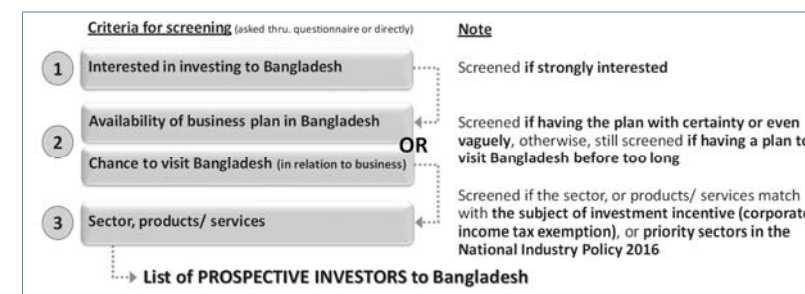 Criteria for screening (asked thru. questionnaire or directly)
Note
1
Interested in investing to Bangladesh
Screened if strongly interested
2
Availability of business plan in Bangladesh
OR
Chance to visit Bangladesh (in relation to business)
Screened if having the plan with certainty or even
vaguely, otherwise, still screened if having a plan to
visit Bangladesh before too long
3
Sector, products/ services
Screened if the sector, or products/ services match
with the subject of investment incentive (corporate
income tax exemption), or priority sectors in the
National Industry Policy 2016
List of PROSPECTIVE INVESTORS to Bangladesh